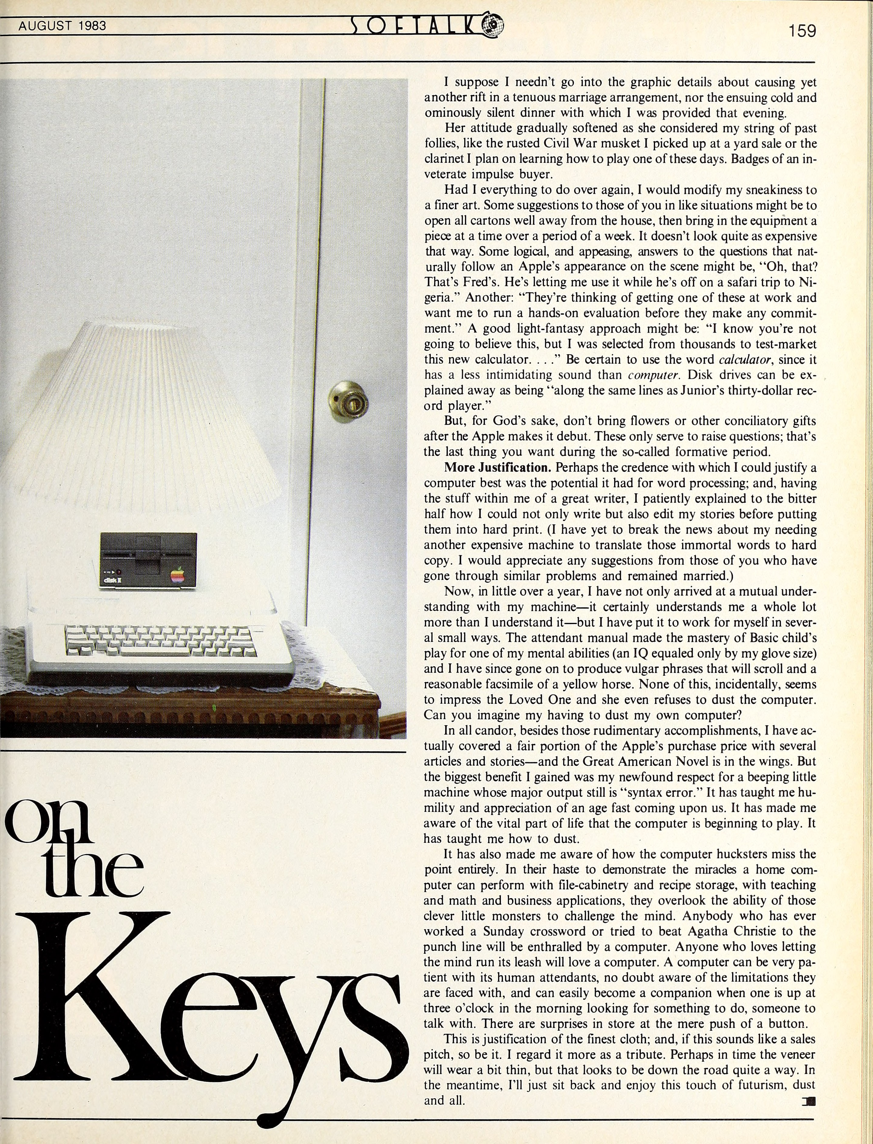 AUGUST 1983
SOFTALK
159
I suppose I needn't go into the graphic details about causing yet
another rift in a tenuous marriage arrangement, nor the ensuing cold and
ominously silent dinner with which I was provided that evening.
Her attitude gradually softened as she considered my string of past
follies, like the rusted Civil War musket I picked up at a yard sale or the
clarinet I plan on learning how to play one of these days. Badges of an in-
veterate impulse buyer.
Had I everything to do over again, I would modify my sneakiness to
a finer art. Some suggestions to those of you in like situations might be to
open all cartons well away from the house, then bring in the equipment a
piece at a time over a period of a week. It doesn't look quite as expensive
that way. Some logical, and appeasing, answers to the questions that nat-
urally follow an Apple's appearance on the scene might be, "Oh, that?
That's Fred's. He's letting me use it while he's off on a safari trip to Ni-
geria." Another: "They're thinking of getting one of these at work and
want me to run a hands-on evaluation before they make any commit-
ment." A good light-fantasy approach might be: "I know you're not
going to believe this, but I was selected from thousands to test-market
this new calculator. . . ." Be certain to use the word calculator, since it
has a less intimidating sound than computer. Disk drives can be ex-
plained away as being "along the same lines as Junior's thirty-dollar rec-
ord player."
But, for God's sake, don't bring flowers or other conciliatory gifts
after the Apple makes it debut. These only serve to raise questions; that's
the last thing you want during the so-called formative period.
More Justification. Perhaps the credence with which I could justify a
computer best was the potential it had for word processing; and, having
the stuff within me of a great writer, I patiently explained to the bitter
half how I could not only write but also edit my stories before putting
them into hard print. (I have yet to break the news about my needing
another expensive machine to translate those immortal words to hard
copy. I would appreciate any suggestions from those of you who have
gone through similar problems and remained married.)
Now, in little over a year, I have not only arrived at a mutual under-
standing with my machine—it certainly understands me a whole lot
more than I understand it—but I have put it to work for myself in sever-
al small ways. The attendant manual made the mastery of Basic child's
play for one of my mental abilities (an IQ equaled only by my glove size)
and I have since gone on to produce vulgar phrases that will scroll and a
reasonable facsimile of a yellow horse. None of this, incidentally, seems
to impress the Loved One and she even refuses to dust the computer.
Can you imagine my having to dust my own computer?
In all candor, besides those rudimentary accomplishments, I have ac-
tually covered a fair portion of the Apple's purchase price with several
articles and stories—and the Great American Novel is in the wings. But
the biggest benefit I gained was my newfound respect for a beeping little
machine whose major output still is "syntax error." It has taught me hu-
mility and appreciation of an age fast coming upon us. It has made me
aware of the vital part of life that the computer is beginning to play. It
has taught me how to dust.
It has also made me aware of how the computer hucksters miss the
point entirely. In their haste to demonstrate the miracles a home com-
puter can perform with file-cabinetry and recipe storage, with teaching
and math and business applications, they overlook the ability of those
clever little monsters to challenge the mind. Anybody who has ever
worked a Sunday crossword or tried to beat Agatha Christie to the
punch line will be enthralled by a computer. Anyone who loves letting
the mind run its leash will love a computer. A computer can be very pa-
tient with its human attendants, no doubt aware of the limitations they
are faced with, and can easily become a companion when one is up at
three o'clock in the morning looking for something to do, someone to
talk with. There are surprises in store at the mere push of a button.
This is justification of the finest cloth; and, if this sounds like a sales
pitch, so be it. I regard it more as a tribute. Perhaps in time the veneer
will wear a bit thin, but that looks to be down the road quite a way. In
the meantime, I'll just sit back and enjoy this touch of futurism, dust
and all.
disk II
on
the
Keys